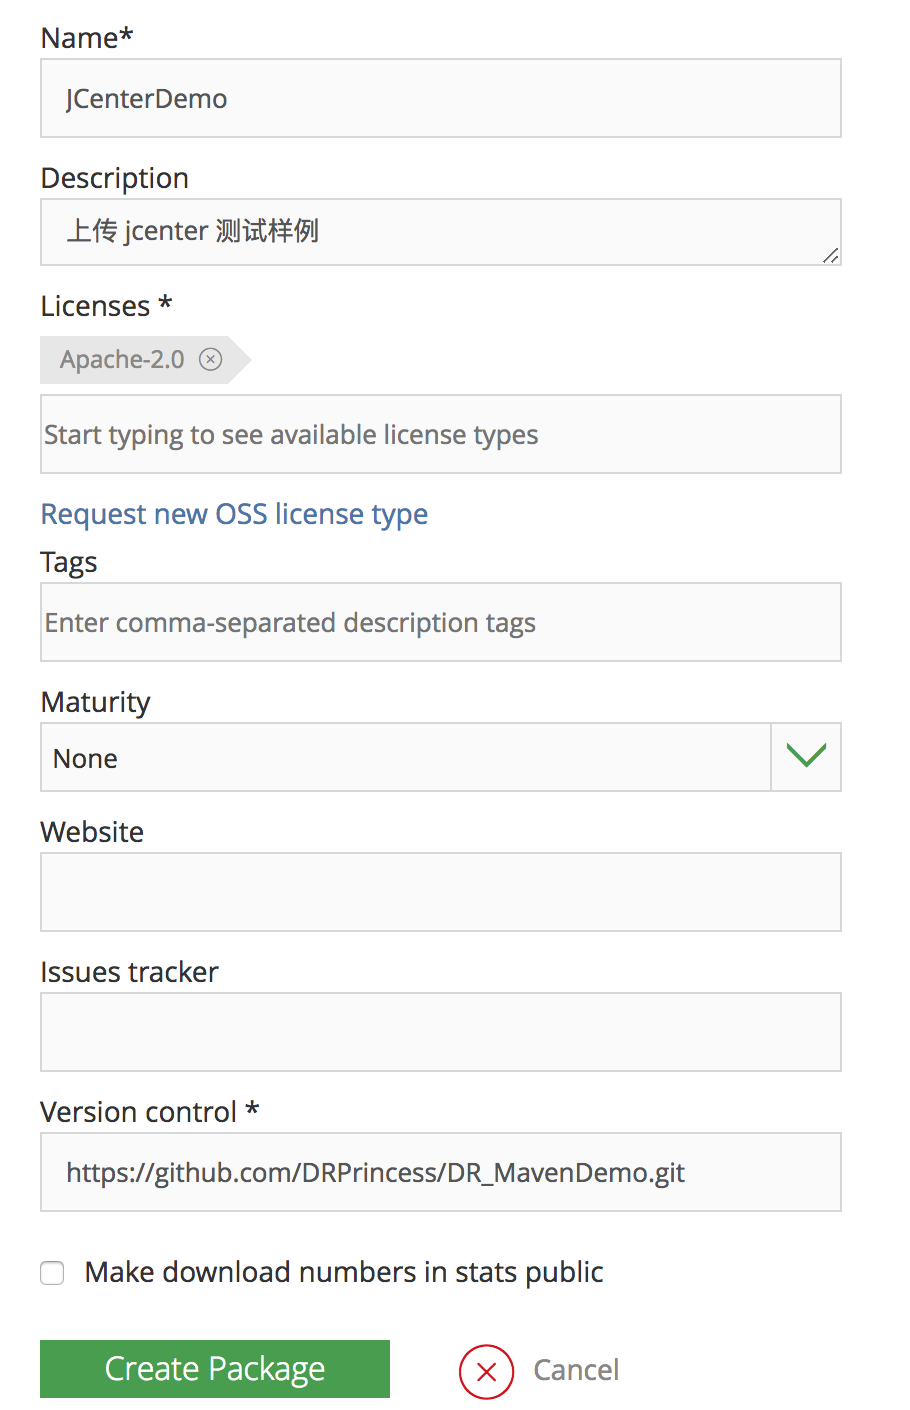 Name*
JCenterDemo
Description
上传 jcenter 测试样例
Licenses *
Apache-2.0
Start typing to see available license types
Request new OSS license type
Tags
Enter comma-separated description tags
Maturity
None
Website
Issues tracker
Version control *
https://github.com/DRPrincess/DR_MavenDemo.git
Make download numbers in stats public
Create Package
Cancel